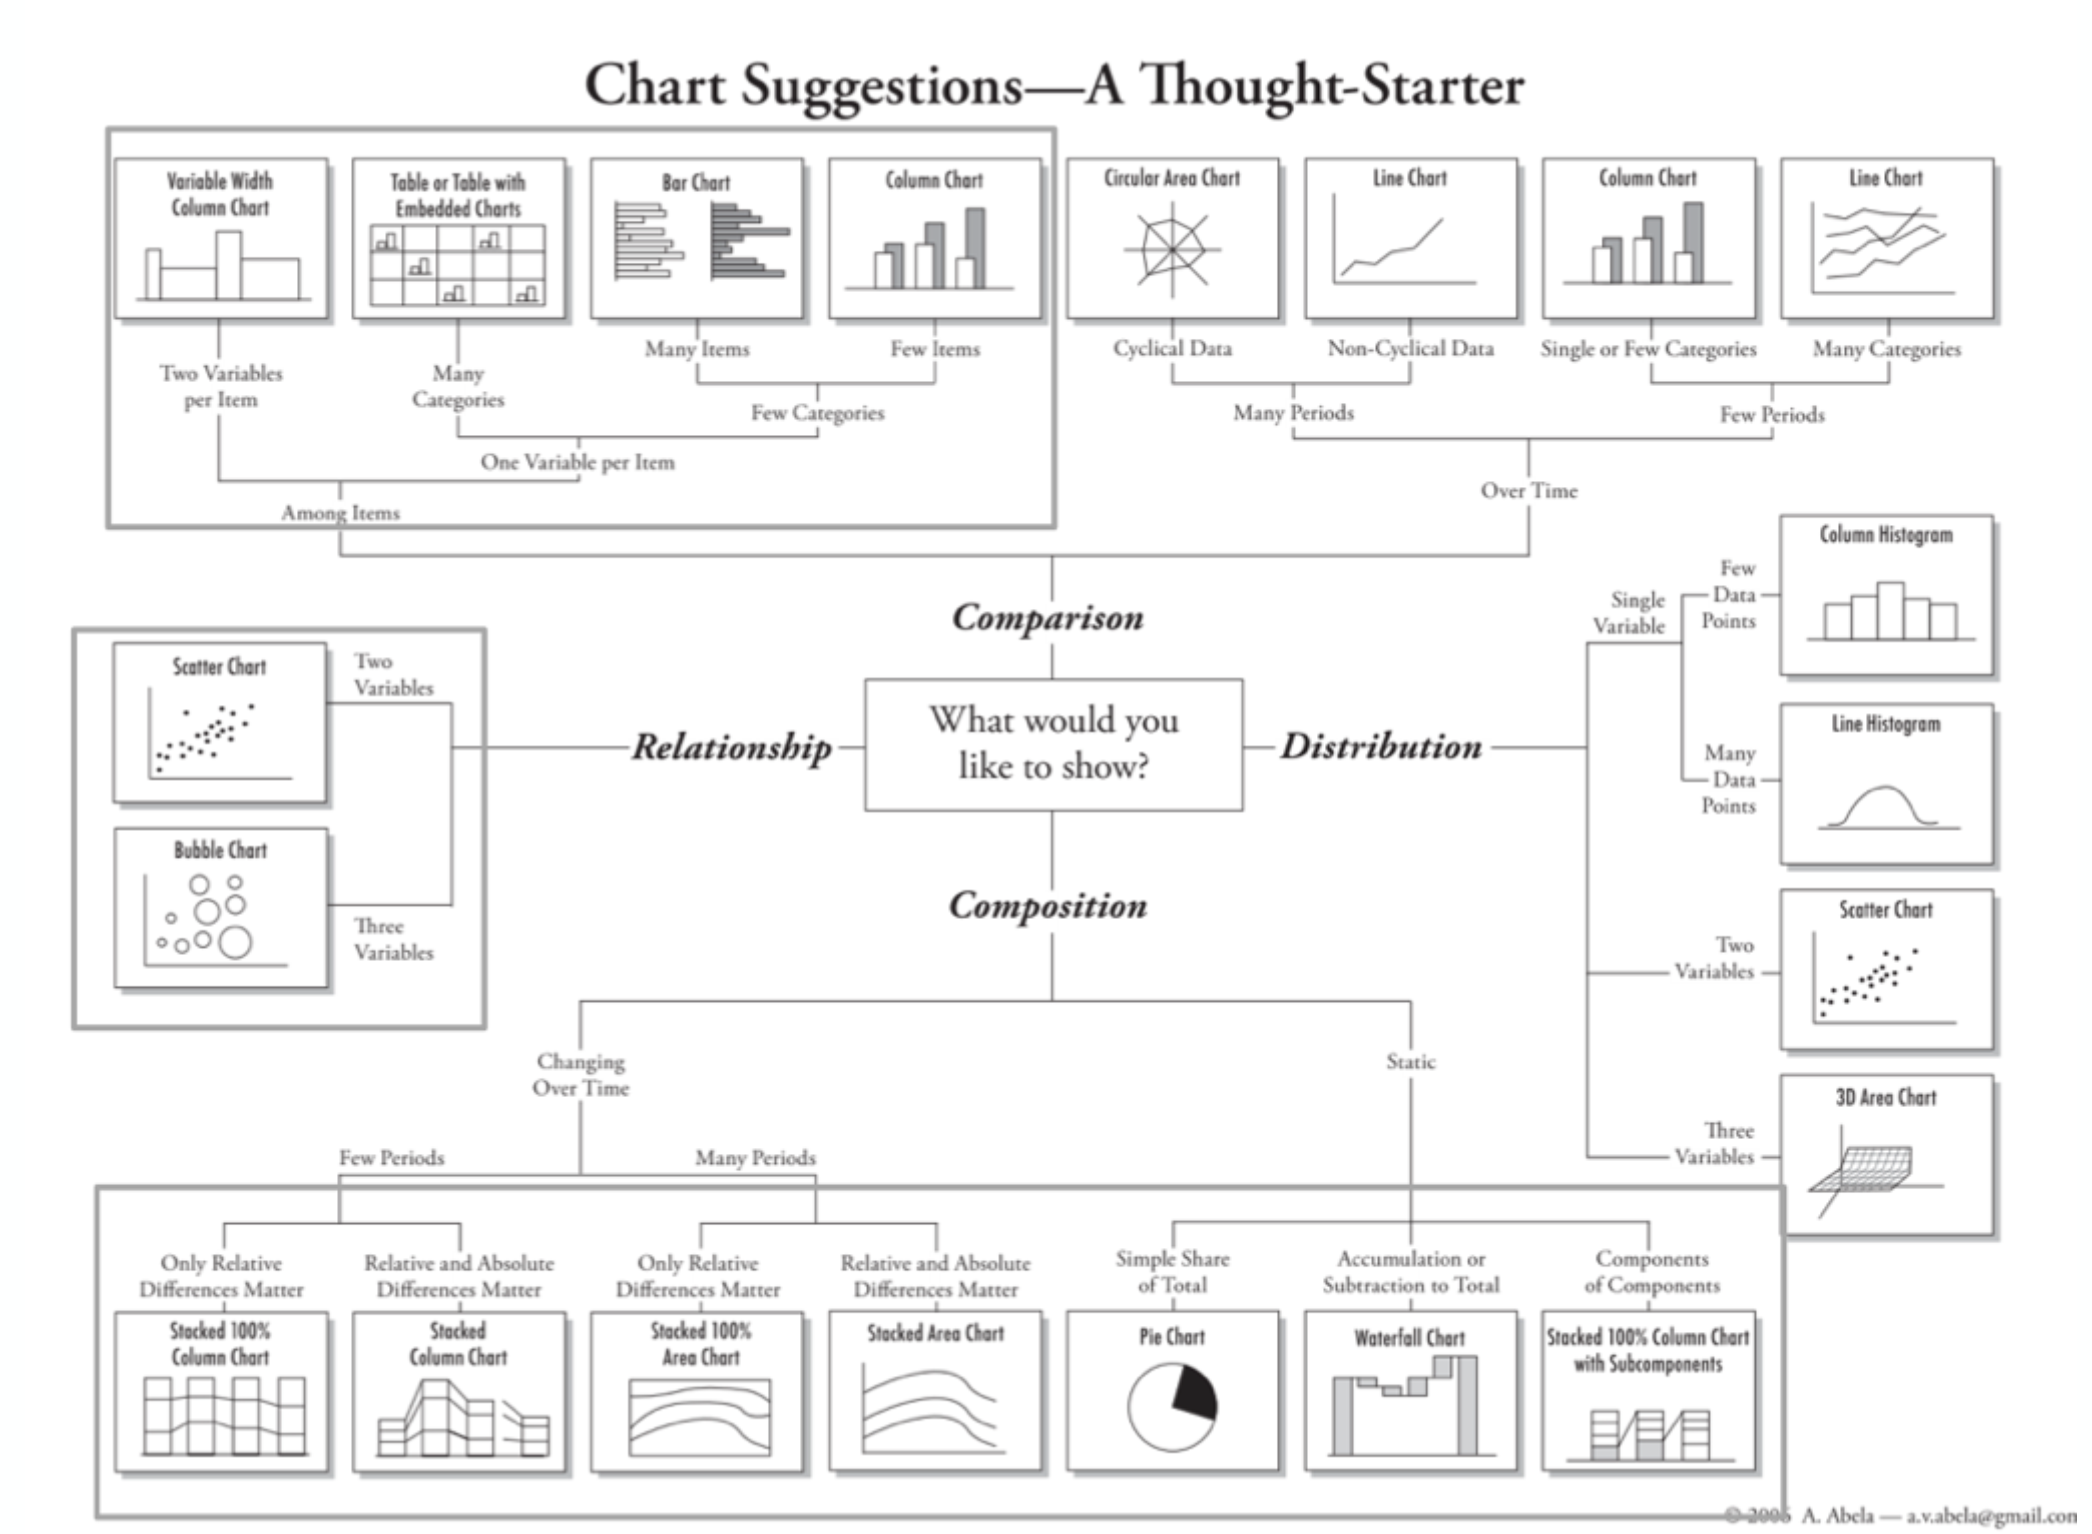 Chart Suggestions—A Thought-Starter
Variable Width
Column Chart
Table or Table with
Embedded Charts
Bar Chart
Column Chart
Circular Area Chart
Line Chart
Column Chart
Line Chart
Two Variables
per Item
Many
Categories
Many Items
Few Items
Cyclical Data
Non-Cyclical Data
Single or Few Categories
Many Categories
Few Categories
Many Periods
Few Periods
One Variable per Item
Among Items
Over Time
Comparison
What would you
like to show?
Relationship
Scatter Chart
Two
Variables
Bubble Chart
Three
Variables
Distribution
Single
Variable
Few
Data
Points
Column Histogram
Many
Data
Points
Line Histogram
Two
Variables
Scatter Chart
Three
Variables
3D Area Chart
Composition
Changing
Over Time
Static
Few Periods
Many Periods
Only Relative
Differences Matter
Relative and Absolute
Differences Matter
Only Relative
Differences Matter
Relative and Absolute
Differences Matter
Simple Share
of Total
Accumulation or
Subtraction to Total
Components
of Components
Stacked 100%
Column Chart
Stacked
Column Chart
Stacked 100%
Area Chart
Stacked Area Chart
Pie Chart
Waterfall Chart
Stacked 100% Column Chart
with Subcomponents
© A. Abela — a.v.abela@gmail.com